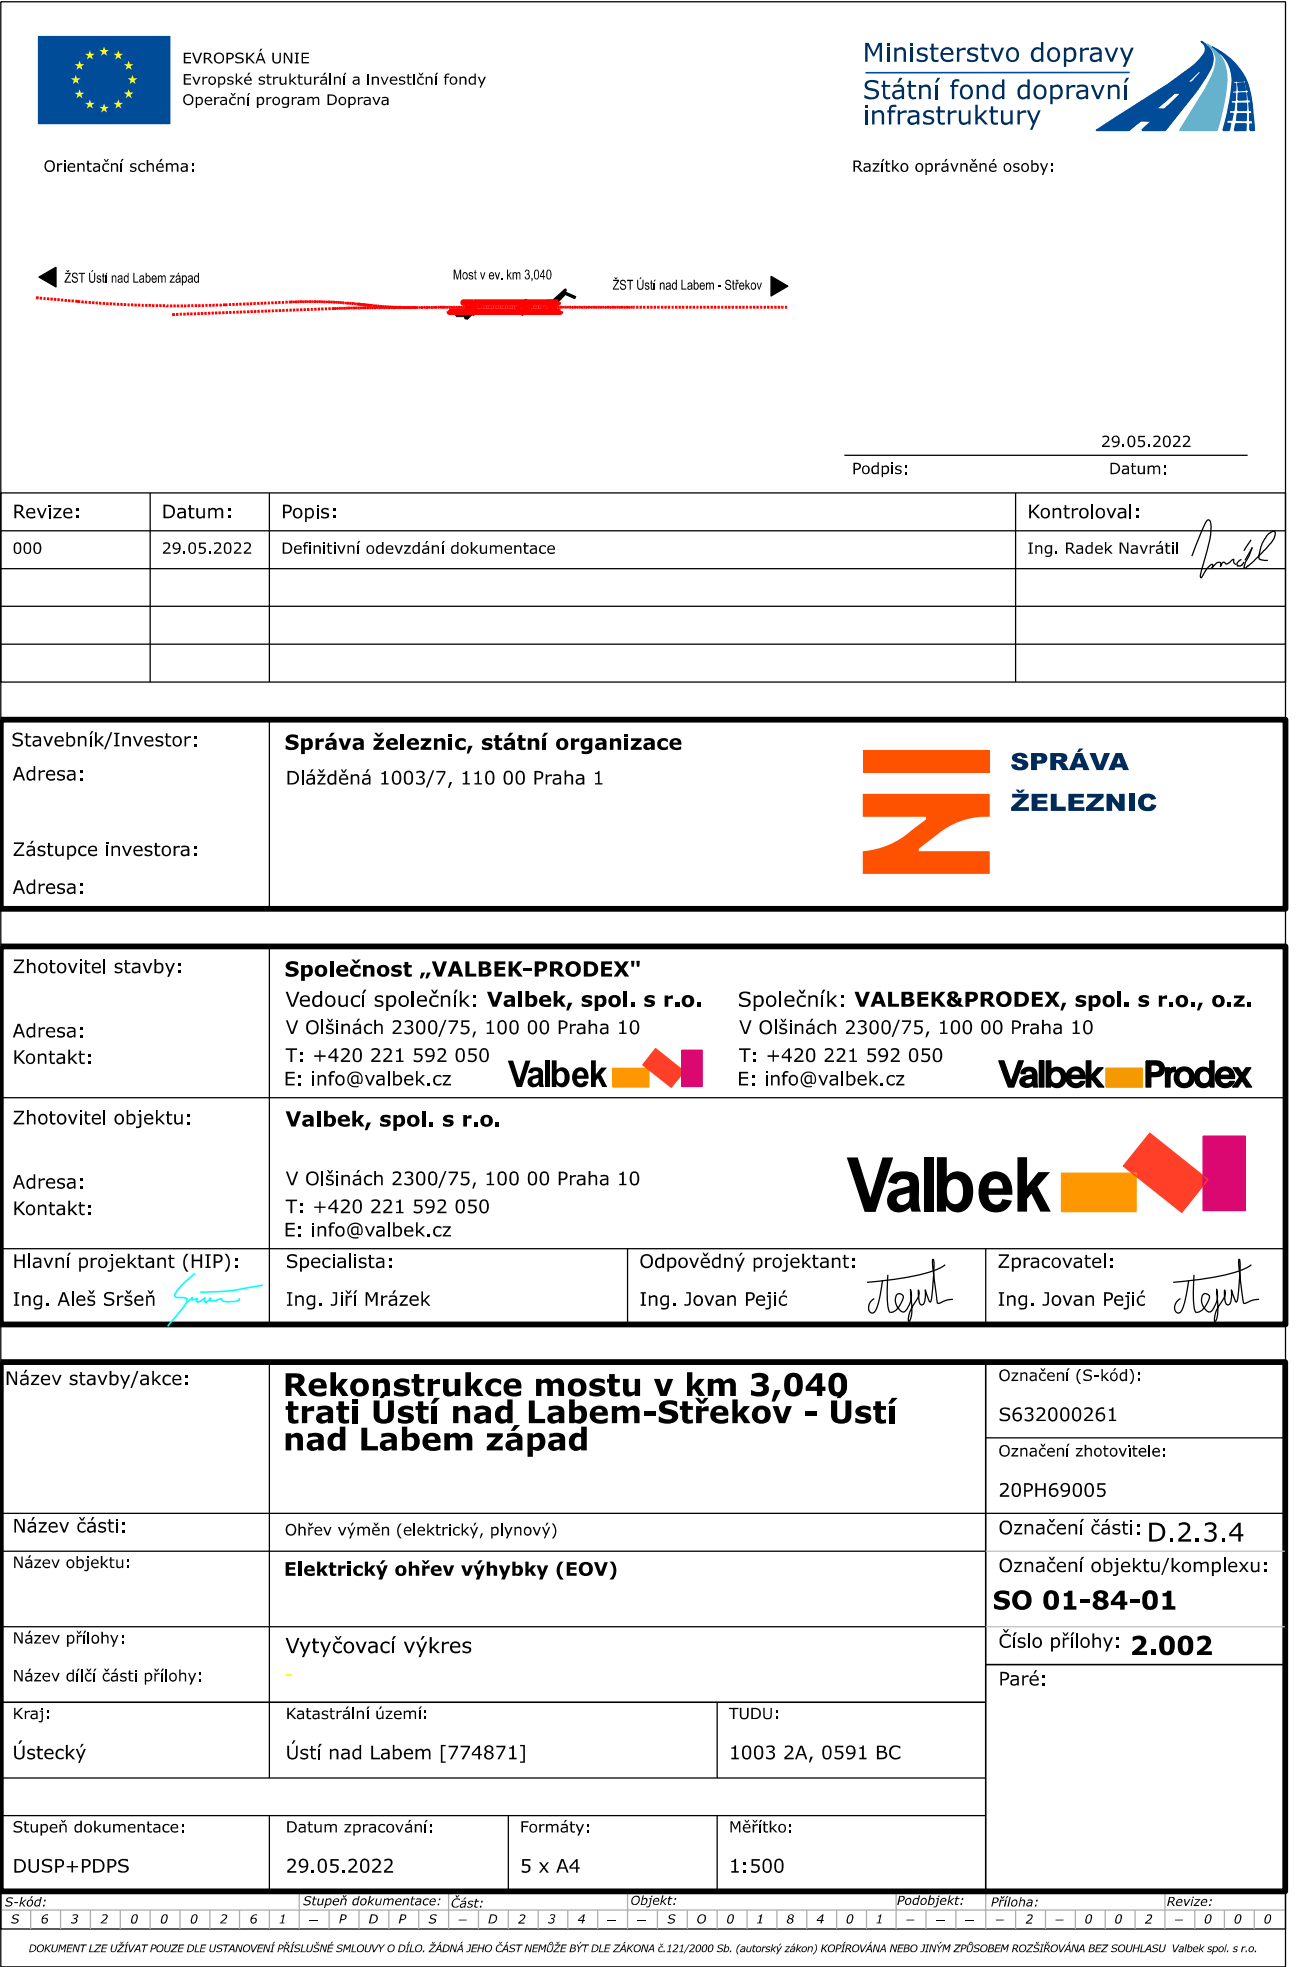 EVROPSKÁ UNIE
Evropské strukturální a Investiční fondy
Operační program Doprava
Ministerstvo dopravy
Státní fond dopravní
infrastruktury
Orientační schéma:
Razítko oprávněné osoby:
ŽST Ústí nad Labem západ
Most v ev. km 3,040
ŽST Ústí nad Labem - Střekov
29.05.2022
Podpis:
Datum:
Revize:
Datum:
Popis:
Kontroloval:
000
29.05.2022
Definitivní odevzdání dokumentace
Ing. Radek Navrátil
Stavebník/Investor:
Správa železnic, státní organizace
Adresa:
Dlážděná 1003/7, 110 00 Praha 1
SPRÁVA
ŽELEZNIC
Zástupce investora:
Adresa:
Zhotovitel stavby:
Společnost „VALBEK-PRODEX"
Vedoucí společník: Valbek, spol. s r.o.
Společník: VALBEK&PRODEX, spol. s r.o., o.z.
Adresa:
V Olšinách 2300/75, 100 00 Praha 10
V Olšinách 2300/75, 100 00 Praha 10
Kontakt:
T: +420 221 592 050
T: +420 221 592 050
E: info@valbek.cz
Valbek
E: info@valbek.cz
Valbek Prodex
Zhotovitel objektu:
Valbek, spol. s r.o.
Adresa:
V Olšinách 2300/75, 100 00 Praha 10
Kontakt:
T: +420 221 592 050
E: info@valbek.cz
Valbek
Hlavní projektant (HIP):
Specialista:
Odpovědný projektant:
Zpracovatel:
Ing. Aleš Sršeň
Ing. Jiří Mrázek
Ing. Jovan Pejić
Ing. Jovan Pejić
Název stavby/akce:
Rekonstrukce mostu v km 3,040
trati Ústí nad Labem-Střekov - Ústí
nad Labem západ
Označení (S-kód):
S632000261
Označení zhotovitele:
20PH69005
Název části:
Ohřev výměn (elektrický, plynový)
Označení části: D.2.3.4
Název objektu:
Elektrický ohřev výhybky (EOV)
Označení objektu/komplexu:
SO 01-84-01
Název přílohy:
Vytyčovací výkres
Číslo přílohy: 2.002
Název dílčí části přílohy:
-
Paré:
Kraj:
Katastrální území:
TUDU:
Ústecký
Ústí nad Labem [774871]
1003 2A, 0591 BC
Stupeň dokumentace:
Datum zpracování:
Formáty:
Měřítko:
DUSP+PDPS
29.05.2022
5 x A4
1:500
S-kód:
Stupeň dokumentace:
Část:
Objekt:
Podobjekt:
Příloha:
Revize:
S 6 3 2 0 0 0 2 6 1 – P D P S – D 2 3 4 – – S O 0 1 8 4 0 1 – – – – 2 – 0 0 2 – 0 0 0
DOKUMENT LZE UŽÍVAT POUZE DLE USTANOVENÍ PŘÍSLUŠNÉ SMLOUVY O DÍLO. ŽÁDNÁ JEHO ČÁST NEMŮŽE BÝT DLE ZÁKONA č.121/2000 Sb. (autorský zákon) KOPÍROVÁNA NEBO JINÝM ZPŮSOBEM ROZŠIŘOVÁNA BEZ SOUHLASU Valbek spol. s r.o.